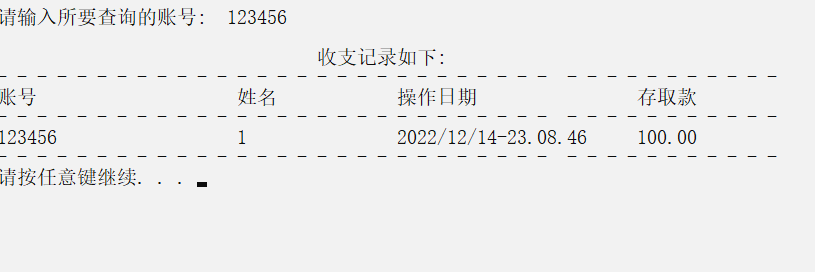 请输入所要查询的账号: 123456
收支记录如下:
- - - - - - - - - - - - - - - - - - - - - - - - - - - - - - - - - - - - - - -
账号 姓名 操作日期 存取款
- - - - - - - - - - - - - - - - - - - - - - - - - - - - - - - - - - - - - - -
123456 1 2022/12/14-23.08.46 100.00
- - - - - - - - - - - - - - - - - - - - - - - - - - - - - - - - - - - - - - -
请按任意键继续. . .